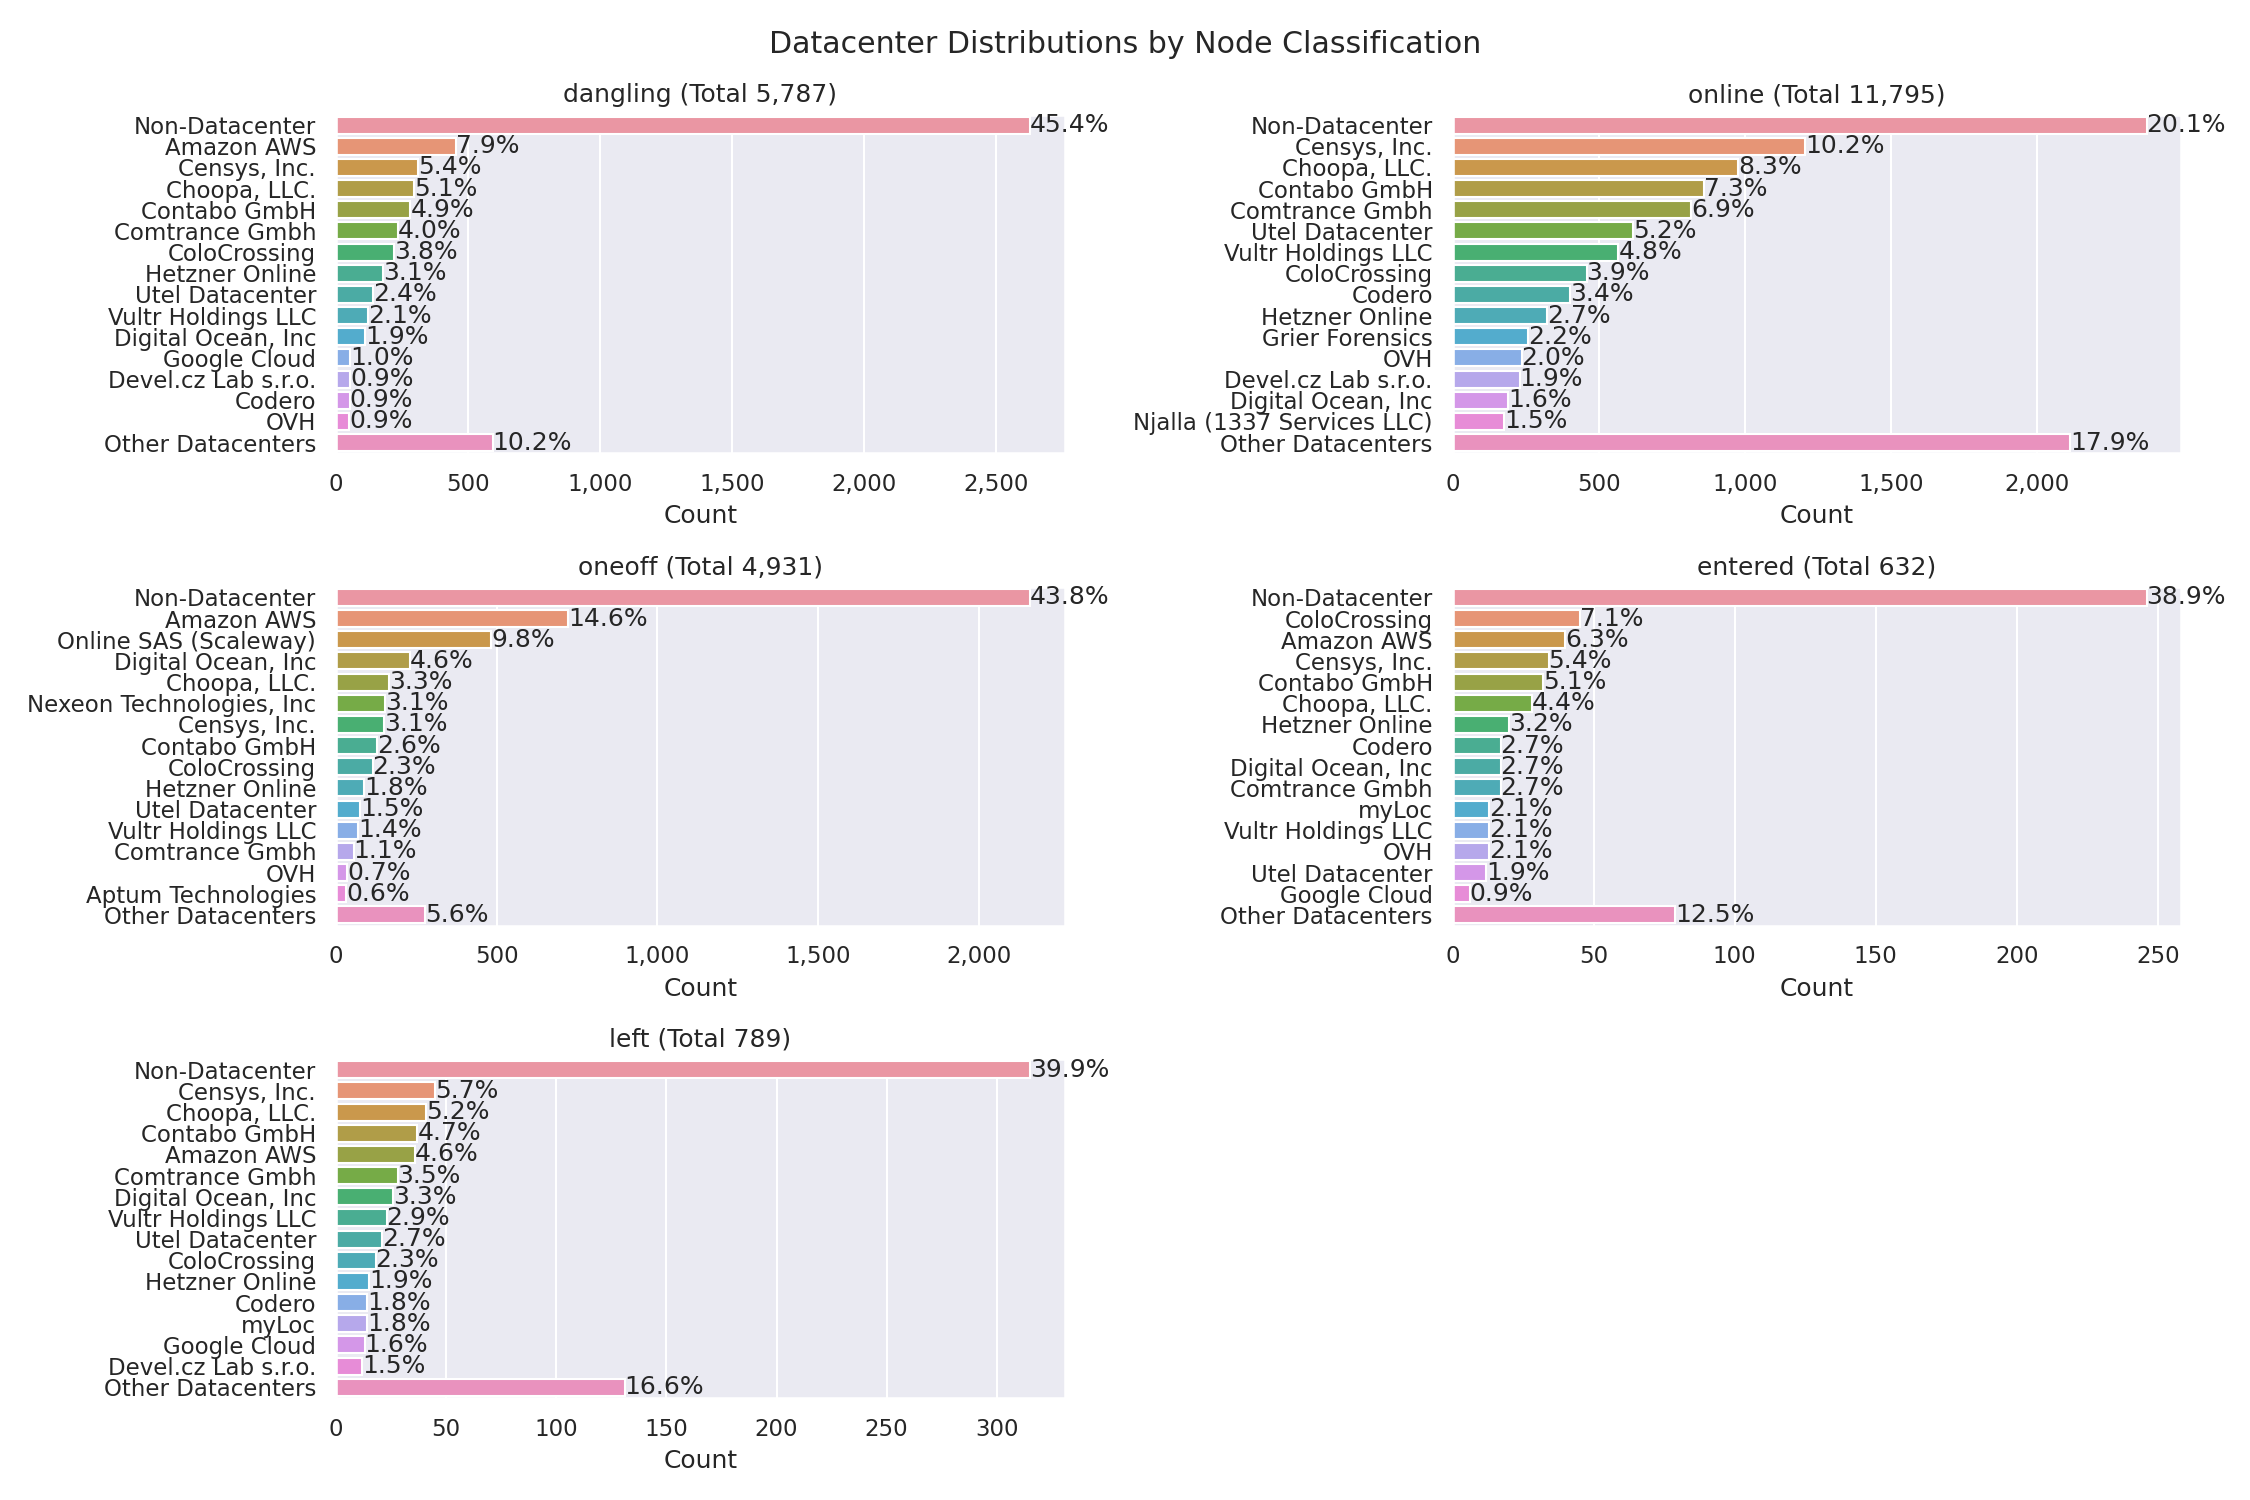 Datacenter Distributions by Node Classification
dangling (Total 5,787)
Non-Datacenter 45.4%
Amazon AWS 7.9%
Censys, Inc. 5.4%
Choopa, LLC. 5.1%
Contabo GmbH 4.9%
Comtrance Gmbh 4.0%
ColoCrossing 3.8%
Hetzner Online 3.1%
Utel Datacenter 2.4%
Vultr Holdings LLC 2.1%
Digital Ocean, Inc 1.9%
Google Cloud 1.0%
Devel.cz Lab s.r.o. 0.9%
Codero 0.9%
OVH 0.9%
Other Datacenters 10.2%
0 500 1,000 1,500 2,000 2,500
Count
online (Total 11,795)
Non-Datacenter 20.1%
Censys, Inc. 10.2%
Choopa, LLC. 8.3%
Contabo GmbH 7.3%
Comtrance Gmbh 6.9%
Utel Datacenter 5.2%
Vultr Holdings LLC 4.8%
ColoCrossing 3.9%
Codero 3.4%
Hetzner Online 2.7%
Grier Forensics 2.2%
OVH 2.0%
Devel.cz Lab s.r.o. 1.9%
Digital Ocean, Inc 1.6%
Njalla (1337 Services LLC) 1.5%
Other Datacenters 17.9%
0 500 1,000 1,500 2,000
Count
oneoff (Total 4,931)
Non-Datacenter 43.8%
Amazon AWS 14.6%
Online SAS (Scaleway) 9.8%
Digital Ocean, Inc 4.6%
Choopa, LLC. 3.3%
Nexeon Technologies, Inc 3.1%
Censys, Inc. 3.1%
Contabo GmbH 2.6%
ColoCrossing 2.3%
Hetzner Online 1.8%
Utel Datacenter 1.5%
Vultr Holdings LLC 1.4%
Comtrance Gmbh 1.1%
OVH 0.7%
Aptum Technologies 0.6%
Other Datacenters 5.6%
0 500 1,000 1,500 2,000
Count
entered (Total 632)
Non-Datacenter 38.9%
ColoCrossing 7.1%
Amazon AWS 6.3%
Censys, Inc. 5.4%
Contabo GmbH 5.1%
Choopa, LLC. 4.4%
Hetzner Online 3.2%
Codero 2.7%
Digital Ocean, Inc 2.7%
Comtrance Gmbh 2.7%
myLoc 2.1%
Vultr Holdings LLC 2.1%
OVH 2.1%
Utel Datacenter 1.9%
Google Cloud 0.9%
Other Datacenters 12.5%
0 50 100 150 200 250
Count
left (Total 789)
Non-Datacenter 39.9%
Censys, Inc. 5.7%
Choopa, LLC. 5.2%
Contabo GmbH 4.7%
Amazon AWS 4.6%
Comtrance Gmbh 3.5%
Digital Ocean, Inc 3.3%
Vultr Holdings LLC 2.9%
Utel Datacenter 2.7%
ColoCrossing 2.3%
Hetzner Online 1.9%
Codero 1.8%
myLoc 1.8%
Google Cloud 1.6%
Devel.cz Lab s.r.o. 1.5%
Other Datacenters 16.6%
0 50 100 150 200 250 300
Count